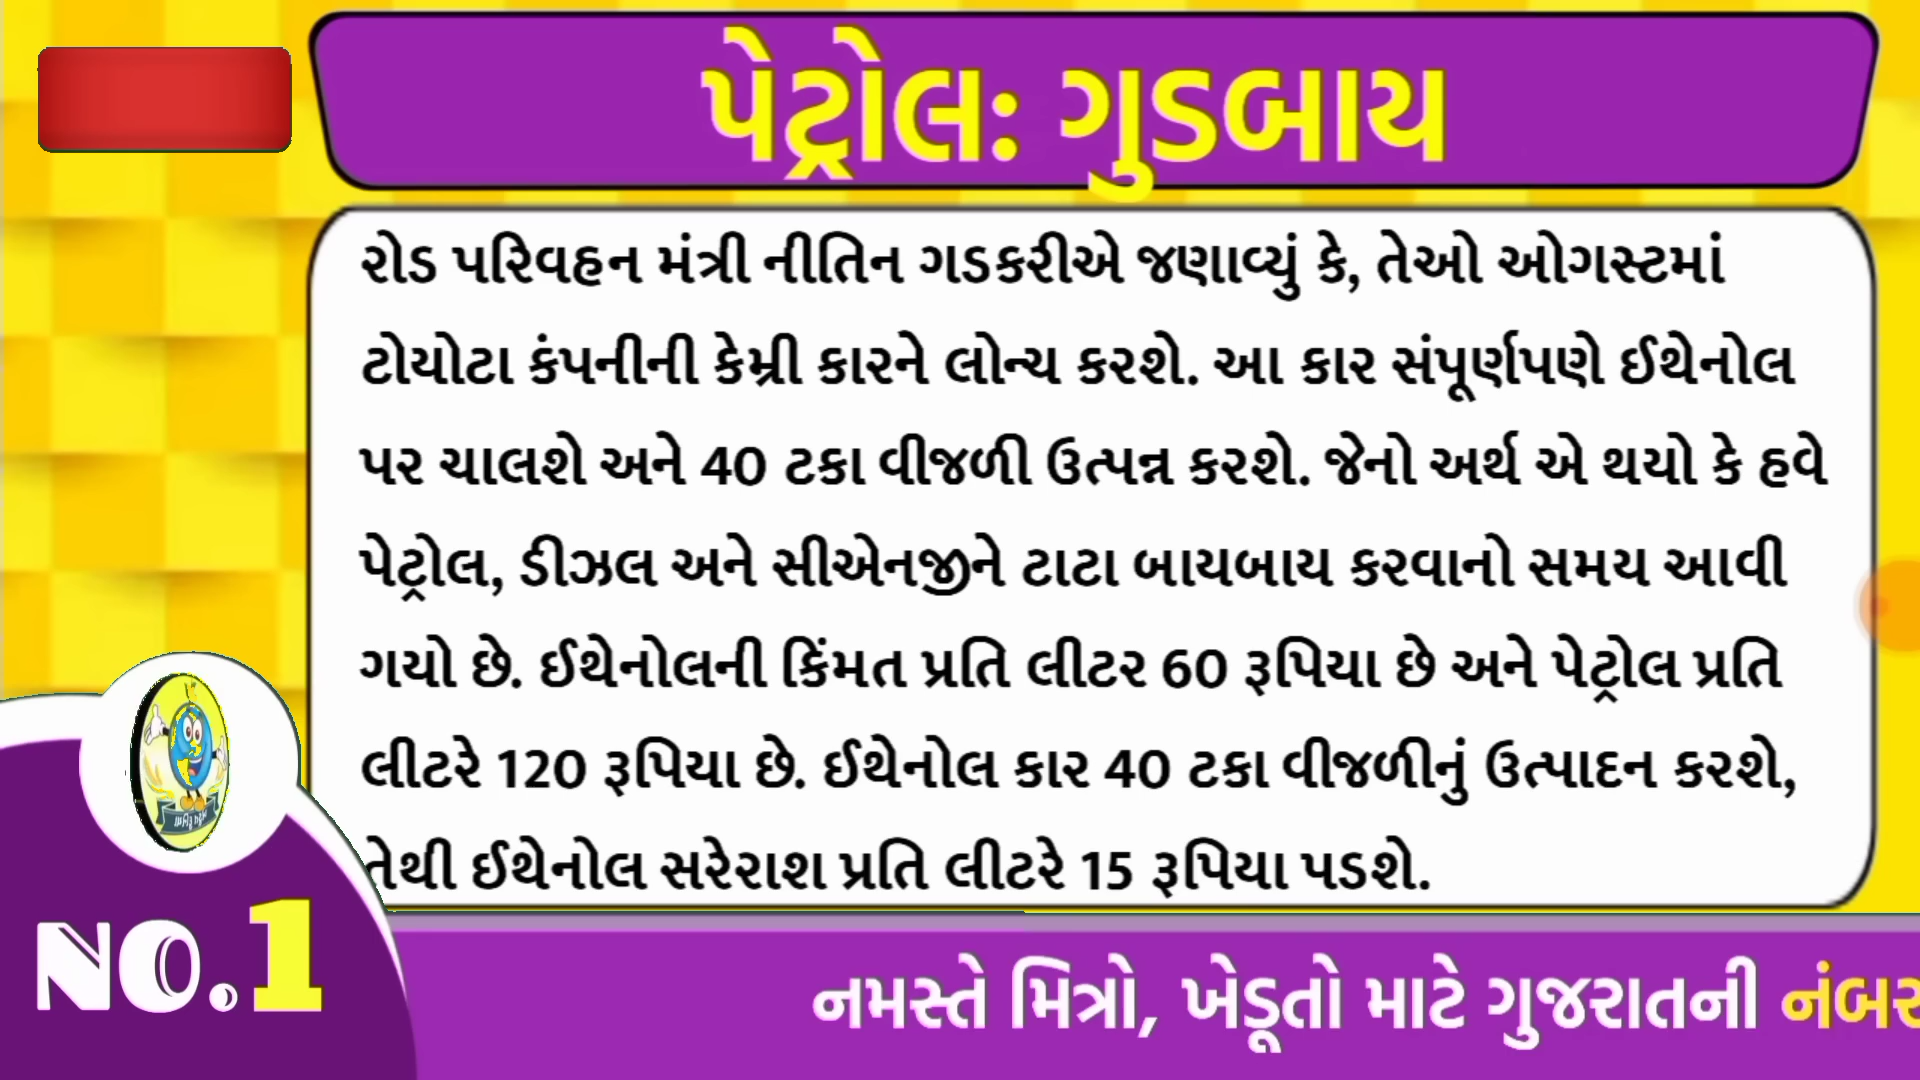 પેટ્રોલ: ગુડબાય
રોડ પરિવહન મંત્રી નીતિન ગડકરીએ જણાવ્યું કે, તેઓ ઓગસ્ટમાં
ટોયોટા કંપનીની કેમ્રી કારને લોન્ચ કરશે. આ કાર સંપૂર્ણપણે ઈથેનોલ
પર ચાલશે અને 40 ટકા વીજળી ઉત્પન્ન કરશે. જેનો અર્થ એ થયો કે હવે
પેટ્રોલ, ડીઝલ અને સીએનજીને ટાટા બાયબાય કરવાનો સમય આવી
ગયો છે. ઈથેનોલની કિંમત પ્રતિ લીટર 60 રૂપિયા છે અને પેટ્રોલ પ્રતિ
લીટરે 120 રૂપિયા છે. ઈથેનોલ કાર 40 ટકા વીજળીનું ઉત્પાદન કરશે,
તેથી ઈથેનોલ સરેરાશ પ્રતિ લીટરે 15 રૂપિયા પડશે.
NO.1
નમસ્તે મિત્રો, ખેડૂતો માટે ગુજરાતની નંબર